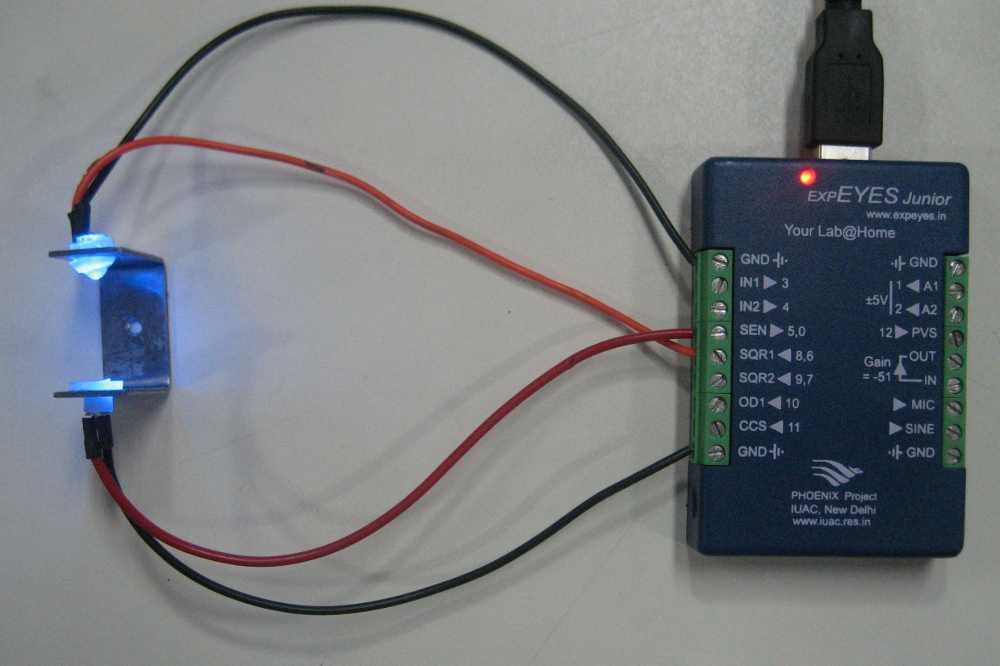 EXPEYES Junior
www.expeyes.in
Your Lab@Home
GND
IN1 3
IN2 4
SEN 5,0
SQR1 8,6
SQR2 9,7
OD1 10
CCS 11
GND
GND
±5V
1 A1
2 A2
12 PVS
Gain
= -51
OUT
IN
MIC
SINE
GND
PHOENIX Project
IUAC, New Delhi
www.iuac.res.in